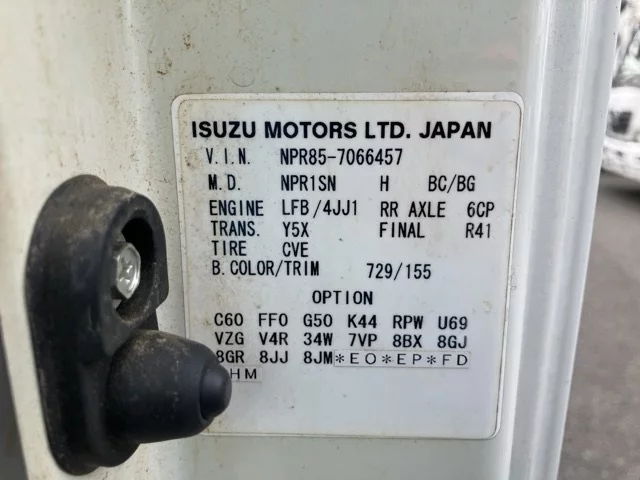 ISUZU MOTORS LTD. JAPAN
V.I.N. NPR85-7066457
M.D. NPR1SN H BC/BG
ENGINE LFB/4JJ1 RR AXLE 6CP
TRANS. Y5X FINAL R41
TIRE CVE
B.COLOR/TRIM 729/155
OPTION
C60 FF0 G50 K44 RPW U69
VZG V4R 34W 7VP 8BX 8GJ
8GR 8JJ 8JM *EO*EP*FD
HM